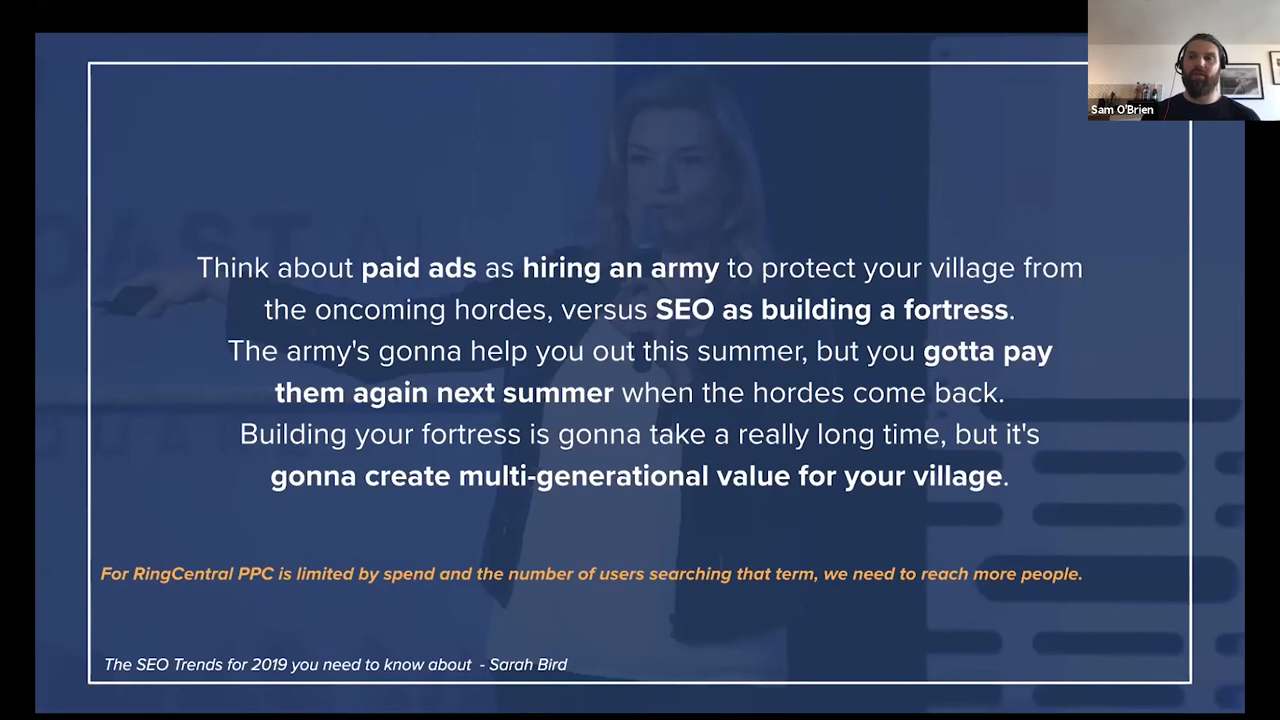 Sam O'Brien
Think about paid ads as hiring an army to protect your village from
the oncoming hordes, versus SEO as building a fortress.
The army's gonna help you out this summer, but you gotta pay
them again next summer when the hordes come back.
Building your fortress is gonna take a really long time, but it's
gonna create multi-generational value for your village.
For RingCentral PPC is limited by spend and the number of users searching that term, we need to reach more people.
The SEO Trends for 2019 you need to know about - Sarah Bird